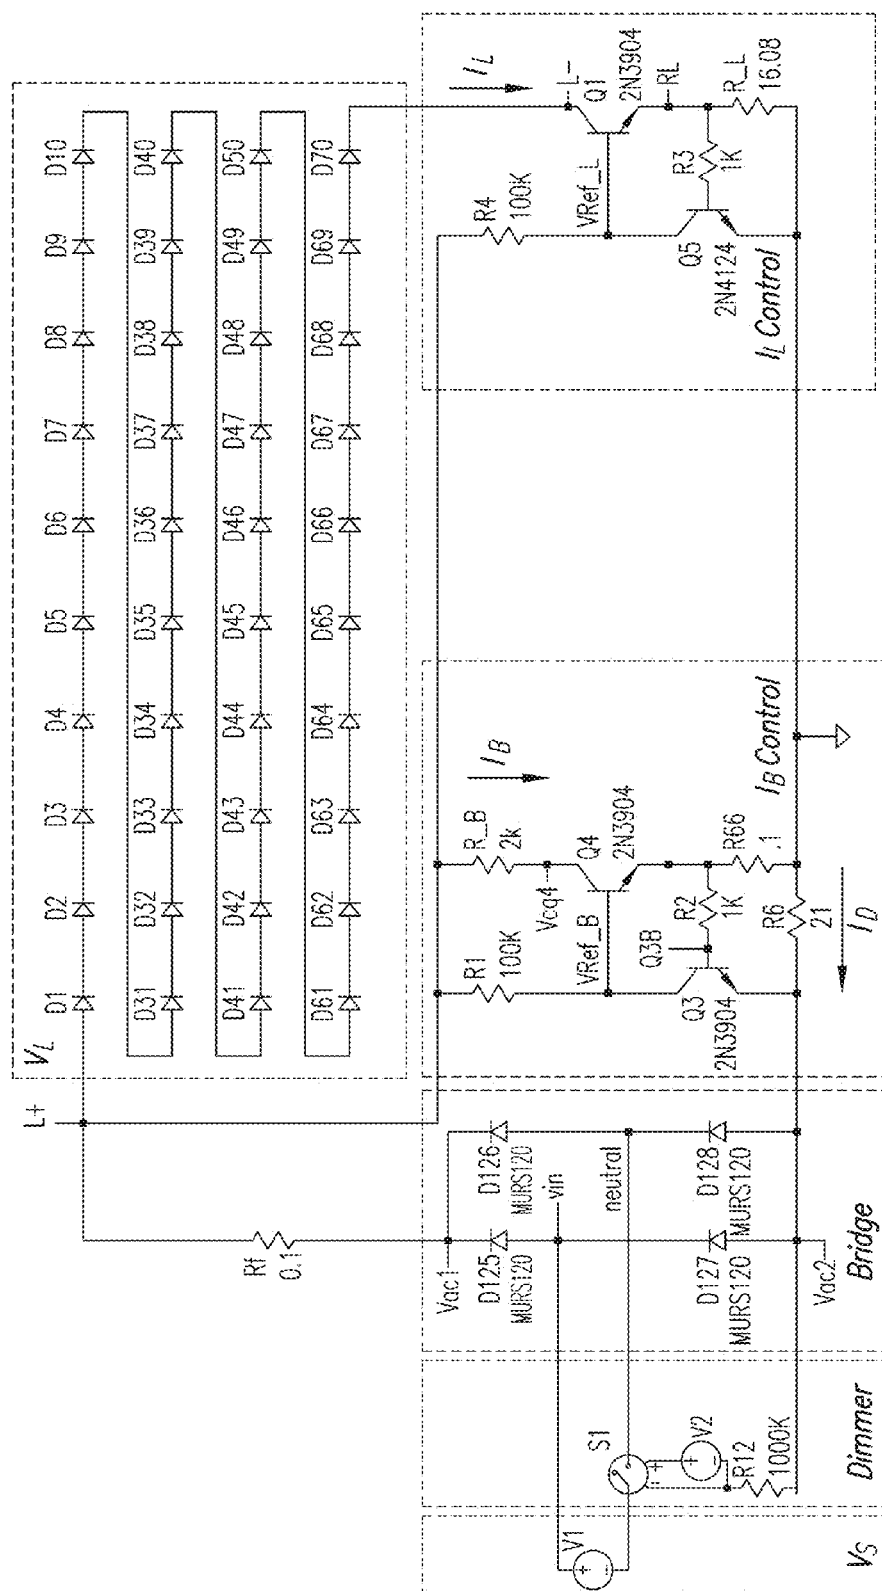 V_L
L+
D1 D2 D3 D4 D5 D6 D7 D8 D9 D10
D31 D32 D33 D34 D35 D36 D37 D38 D39 D40
D41 D42 D43 D44 D45 D46 D47 D48 D49 D50
D61 D62 D63 D64 D65 D66 D67 D68 D69 D70
Rf
0.1
V_S
V1
+
-
Dimmer
S1
V2
+
-
+
-
R12
1000K
Bridge
Vac1
D125
MURS120
D126
MURS120
vin
neutral
D127
MURS120
D128
MURS120
Vac2
I_B Control
R1
100K
R_B
2k
I_B
Vcq4
VRef_B
Q4
2N3904
Q3B
Q3
2N3904
R2
1K
R66
.1
R6
21
I_D
I_L Control
R4
100K
I_L
L-
VRef_L
Q1
2N3904
RL
Q5
2N4124
R3
1K
R_L
16.08